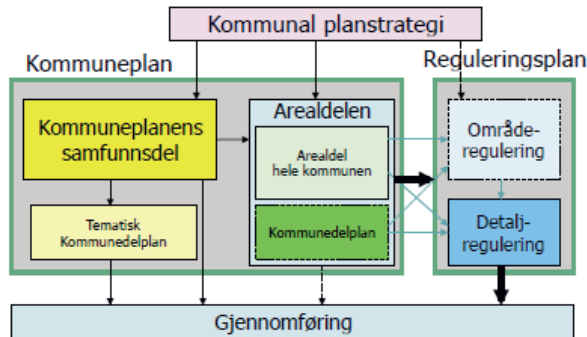 Kommunal planstrategi
Kommuneplan
Reguleringsplan
Kommuneplanens
samfunnsdel
Arealdelen
Arealdel
hele kommunen
Område-
regulering
Tematisk
Kommunedelplan
Kommunedelplan
Detalj-
regulering
Gjennomføring